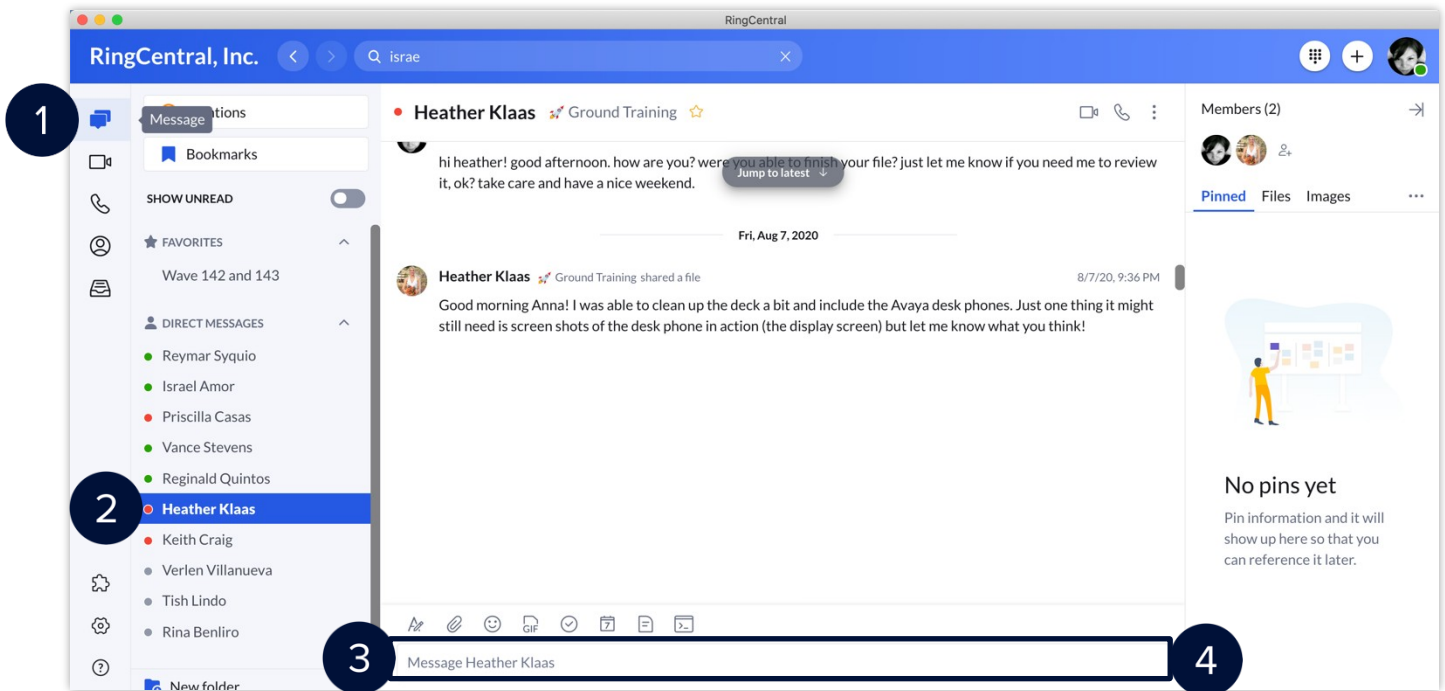 RingCentral
RingCentral, Inc.
israe
1
Message
tions
Bookmarks
SHOW UNREAD
FAVORITES
Wave 142 and 143
DIRECT MESSAGES
Reymar Syquio
Israel Amor
Priscilla Casas
Vance Stevens
Reginald Quintos
2
Heather Klaas
Keith Craig
Verlen Villanueva
Tish Lindo
Rina Benliro
New folder
Heather Klaas 🚀 Ground Training
hi heather! good afternoon. how are you? were you able to finish your file? just let me know if you need me to review
it, ok? take care and have a nice weekend.
Jump to latest ↓
Fri, Aug 7, 2020
Heather Klaas 🚀 Ground Training shared a file 8/7/20, 9:36 PM
Good morning Anna! I was able to clean up the deck a bit and include the Avaya desk phones. Just one thing it might
still need is screen shots of the desk phone in action (the display screen) but let me know what you think!
GIF
7
3
Message Heather Klaas
4
Members (2)
Pinned Files Images
No pins yet
Pin information and it will
show up here so that you
can reference it later.